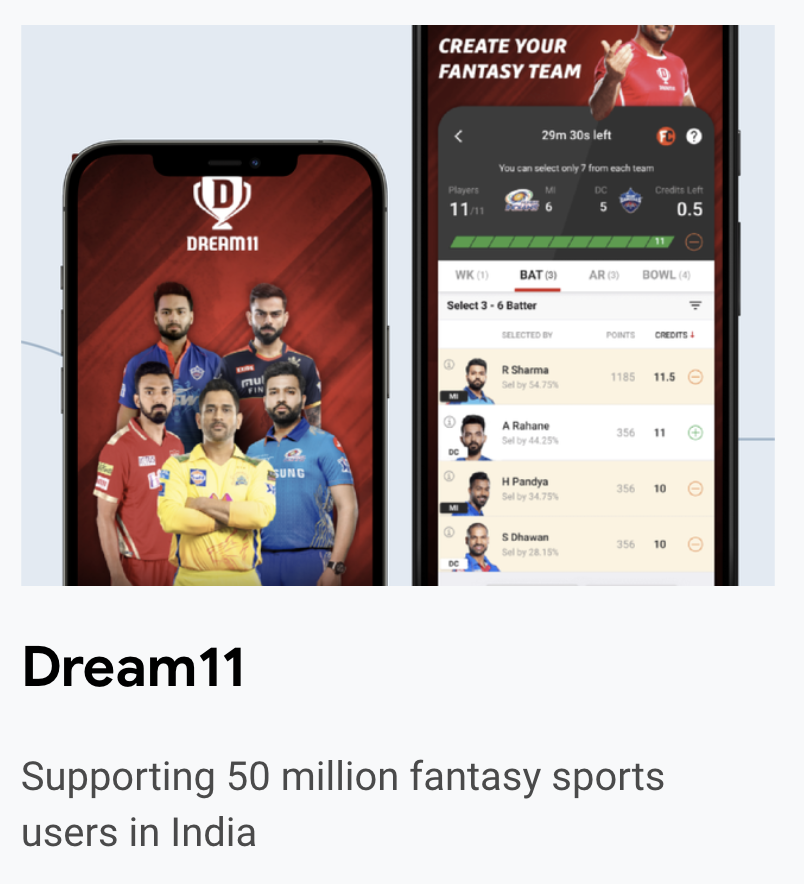 D
DREAM11
SUNG
CREATE YOUR
FANTASY TEAM
29m 30s left
FC ?
You can select only 7 from each team
Players MI DC Credits Left
11/11 6 5 0.5
11
WK (1) BAT (3) AR (3) BOWL (4)
Select 3 - 6 Batter
SELECTED BY POINTS CREDITS ↓
R Sharma
Sel by 54.75%
1185 11.5
MI
A Rahane
Sel by 44.25%
356 11
DC
H Pandya
Sel by 34.75%
356 10
MI
S Dhawan
Sel by 28.15%
356 10
DC
Dream11
Supporting 50 million fantasy sports
users in India